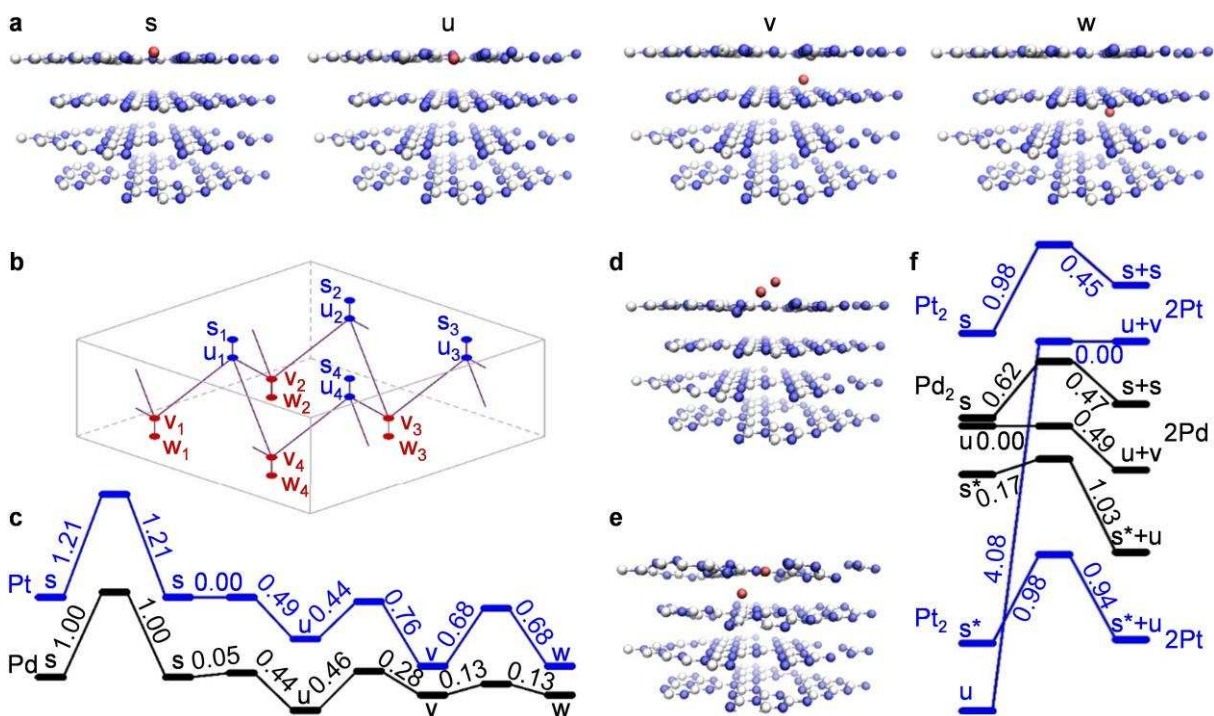 a
s
u
v
w
b
s2
u2
s1
u1
s3
u3
s4
u4
v2
w2
v1
w1
v3
w3
v4
w4
c
Pt
s
1.21
1.21
s
0.00
0.49
u
0.44
0.76
v
0.68
0.68
w
Pd
s
1.00
1.00
s
0.05
0.44
u
0.46
0.28
v
0.13
0.13
w
d
e
f
Pt2
s
0.98
0.45
s+s
2Pt
u+v
0.00
Pd2
s
0.62
0.47
s+s
2Pd
u
0.00
0.49
u+v
s*
0.17
1.03
s*+u
4.08
Pt2
s*
0.98
0.94
s*+u
2Pt
u